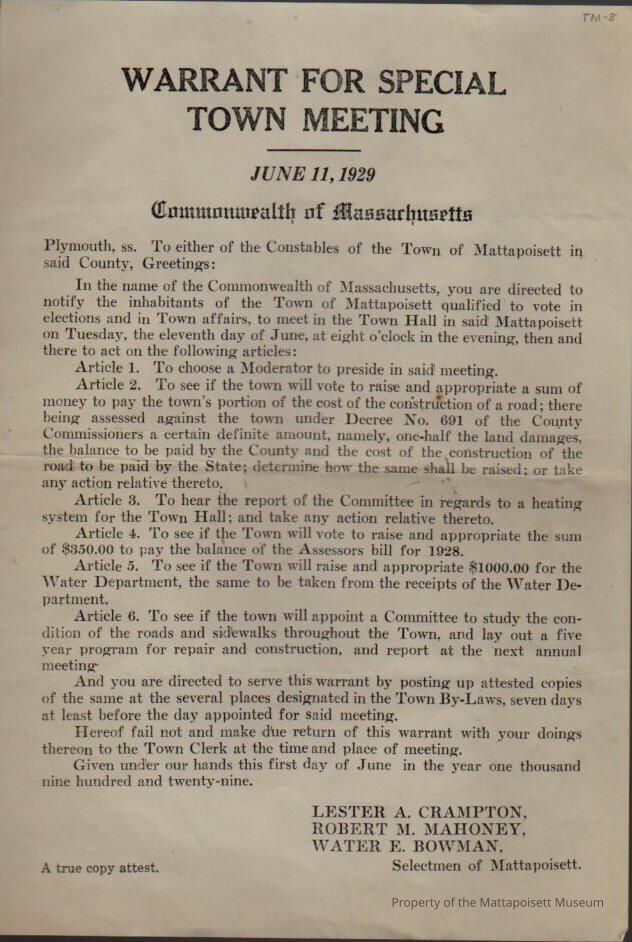 TM-8
WARRANT FOR SPECIAL
TOWN MEETING
JUNE 11, 1929
Commonwealth of Massachusetts
Plymouth, ss. To either of the Constables of the Town of Mattapoisett in
said County, Greetings:
In the name of the Commonwealth of Massachusetts, you are directed to
notify the inhabitants of the Town of Mattapoisett qualified to vote in
elections and in Town affairs, to meet in the Town Hall in said Mattapoisett
on Tuesday, the eleventh day of June, at eight o'clock in the evening, then and
there to act on the following articles:
Article 1. To choose a Moderator to preside in said meeting.
Article 2. To see if the town will vote to raise and appropriate a sum of
money to pay the town's portion of the cost of the construction of a road; there
being assessed against the town under Decree No. 691 of the County
Commissioners a certain definite amount, namely, one-half the land damages,
the balance to be paid by the County and the cost of the construction of the
road to be paid by the State; determine how the same shall be raised; or take
any action relative thereto.
Article 3. To hear the report of the Committee in regards to a heating
system for the Town Hall; and take any action relative thereto.
Article 4. To see if the Town will vote to raise and appropriate the sum
of $350.00 to pay the balance of the Assessors bill for 1928.
Article 5. To see if the Town will raise and appropriate $1000.00 for the
Water Department, the same to be taken from the receipts of the Water De-
partment.
Article 6. To see if the town will appoint a Committee to study the con-
dition of the roads and sidewalks throughout the Town, and lay out a five
year program for repair and construction, and report at the next annual
meeting.
And you are directed to serve this warrant by posting up attested copies
of the same at the several places designated in the Town By-Laws, seven days
at least before the day appointed for said meeting.
Hereof fail not and make due return of this warrant with your doings
thereon to the Town Clerk at the time and place of meeting.
Given under our hands this first day of June in the year one thousand
nine hundred and twenty-nine.
LESTER A. CRAMPTON,
ROBERT M. MAHONEY,
WATER E. BOWMAN,
A true copy attest. Selectmen of Mattapoisett.
Property of the Mattapoisett Museum